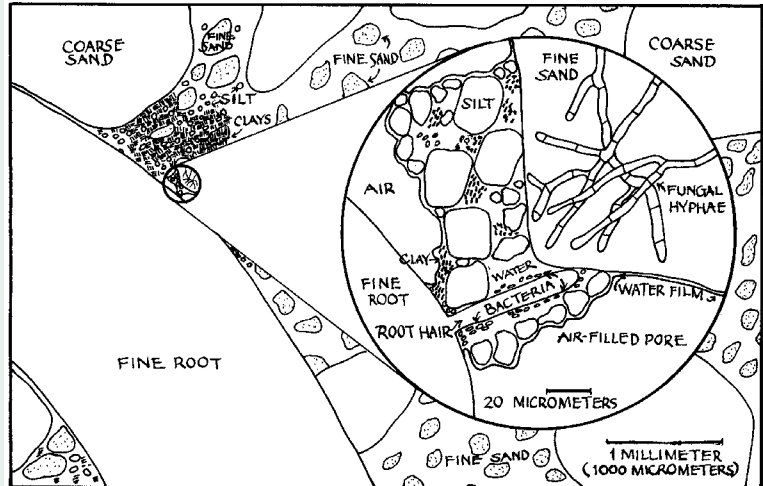 COARSE
SAND
FINE
SAND
FINE SAND
SILT
CLAYS
COARSE
SAND
FINE
SAND
SILT
AIR
FUNGAL
HYPHAE
CLAY
WATER
FINE
ROOT
BACTERIA
WATER FILM
ROOT HAIR
AIR-FILLED PORE
20 MICROMETERS
FINE ROOT
FINE SAND
1 MILLIMETER
(1000 MICROMETERS)